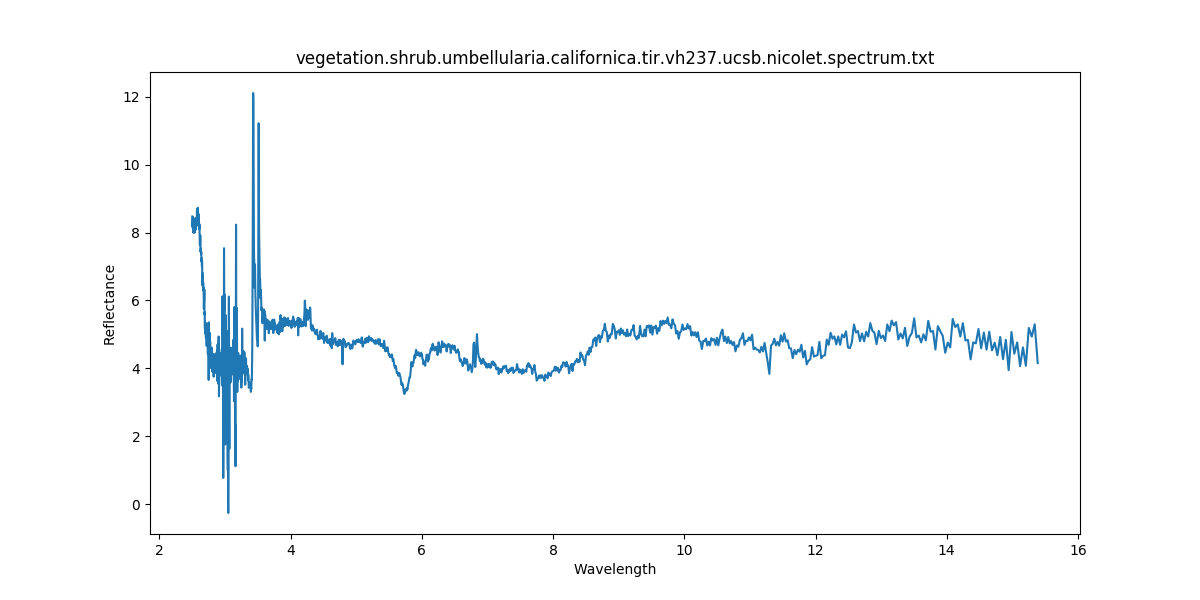 vegetation.shrub.umbellularia.californica.tir.vh237.ucsb.nicolet.spectrum.txt
12
10
8
6
4
2
0
Reflectance
2 4 6 8 10 12 14 16
Wavelength